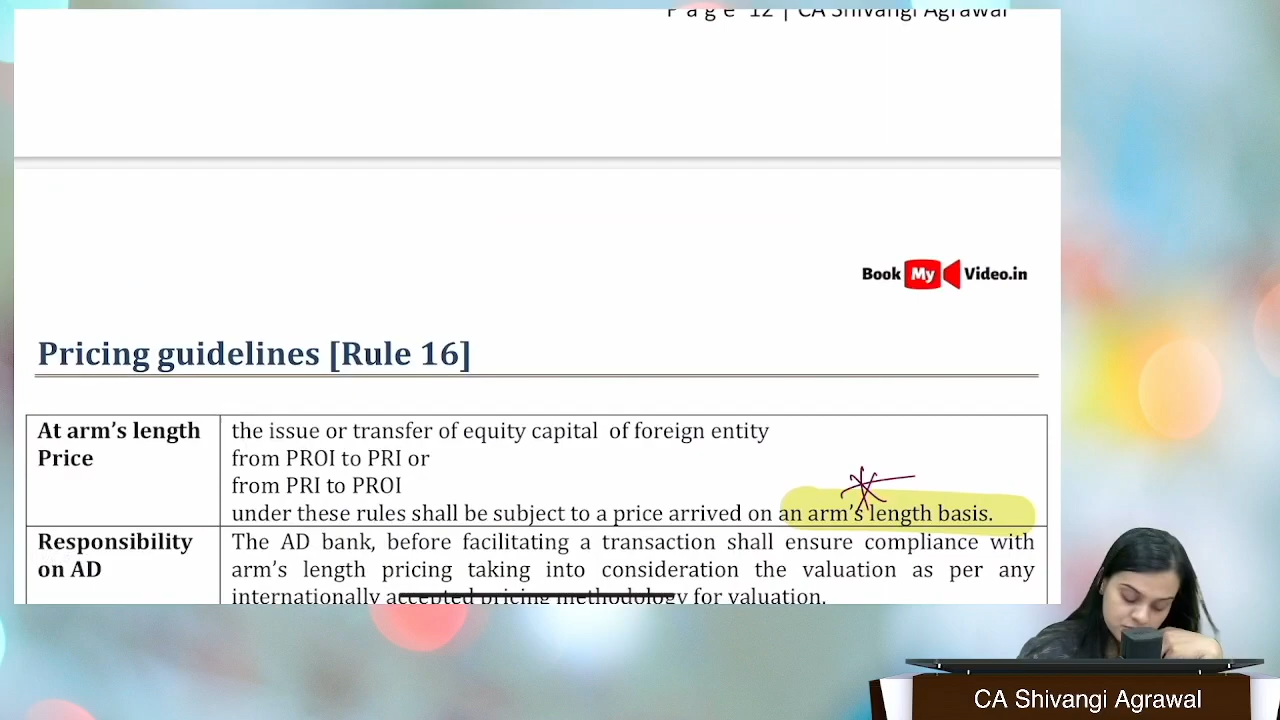 Page 12 | CA Shivangi Agrawal
Book My Video.in
Pricing guidelines [Rule 16]
At arm’s length
Price
the issue or transfer of equity capital of foreign entity
from PROI to PRI or
from PRI to PROI
under these rules shall be subject to a price arrived on an arm’s length basis.
Responsibility
on AD
The AD bank, before facilitating a transaction shall ensure compliance with
arm’s length pricing taking into consideration the valuation as per any
internationally accepted pricing methodology for valuation.
CA Shivangi Agrawal